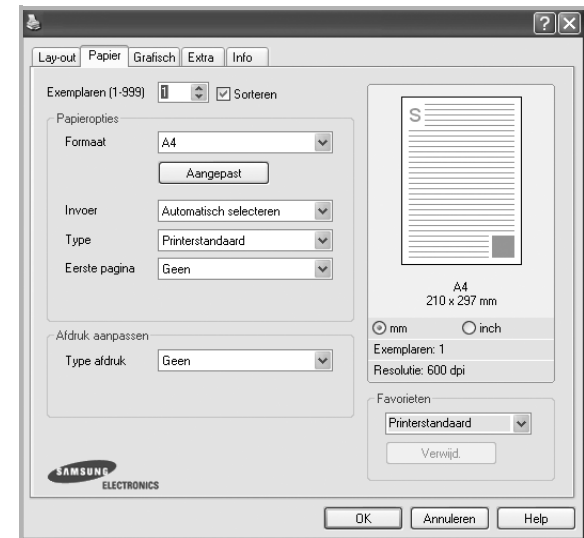 Lay-out Papier Grafisch Extra Info
Exemplaren (1-999) 1 Sorteren
Papieropties
Formaat A4
Aangepast
Invoer Automatisch selecteren
Type Printerstandaard
Eerste pagina Geen
Afdruk aanpassen
Type afdruk Geen
SAMSUNG
ELECTRONICS
S
A4
210 x 297 mm
mm inch
Exemplaren: 1
Resolutie: 600 dpi
Favorieten
Printerstandaard
Verwijd.
OK Annuleren Help